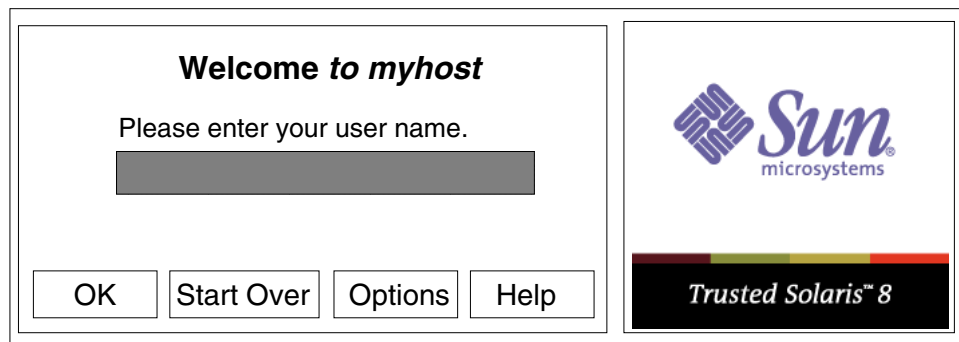 Welcome to myhost
Please enter your user name.
OK
Start Over
Options
Help
Sun®
microsystems
Trusted Solaris™ 8